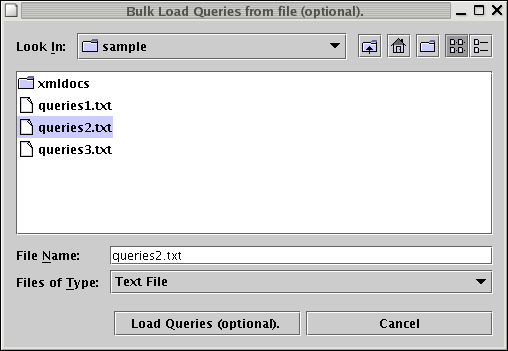 Bulk Load Queries from file (optional).
Look In: sample
xmldocs
queries1.txt
queries2.txt
queries3.txt
File Name: queries2.txt
Files of Type: Text File
Load Queries (optional). Cancel